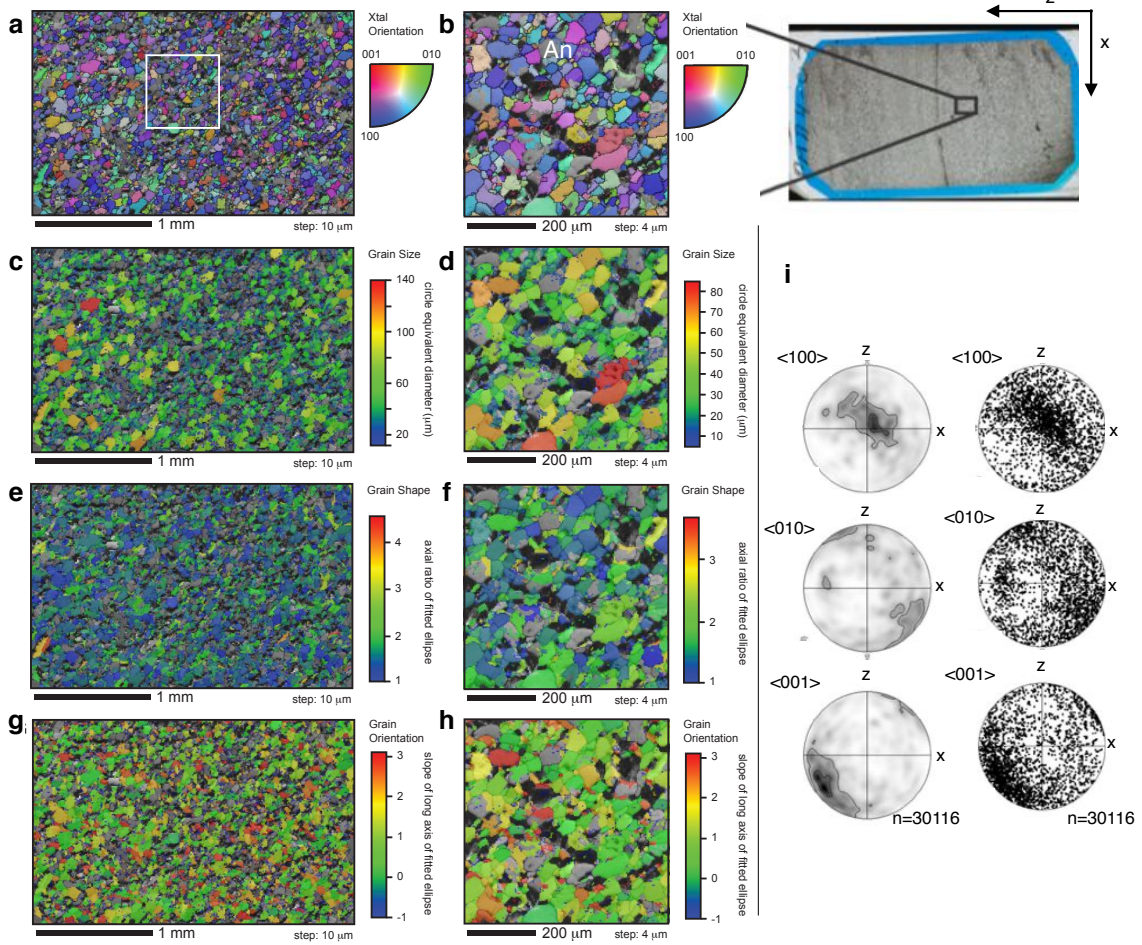 a
Xtal
Orientation
001
010
100
1 mm
step: 10 μm
b
An
Xtal
Orientation
001
010
100
200 μm
step: 4 μm
x
c
Grain Size
140
100
60
20
circle equivalent
diameter (μm)
1 mm
step: 10 μm
d
Grain Size
80
70
60
50
40
30
20
10
circle equivalent
diameter (μm)
200 μm
step: 4 μm
e
Grain Shape
4
3
2
1
axial ratio of fitted ellipse
1 mm
step: 10 μm
f
Grain Shape
3
2
1
axial ratio of fitted ellipse
200 μm
step: 4 μm
g
Grain
Orientation
3
2
1
0
-1
slope of long axis of fitted ellipse
1 mm
step: 10 μm
h
Grain
Orientation
3
2
1
0
-1
slope of long axis of fitted ellipse
200 μm
step: 4 μm
i
<100>
z
x
<100>
z
x
<010>
z
x
<010>
z
x
<001>
z
x
n=30116
<001>
z
x
n=30116